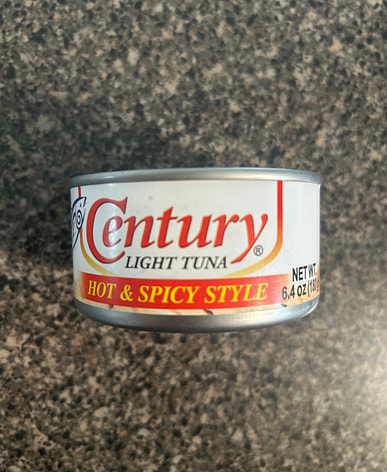 Century®
LIGHT TUNA
HOT & SPICY STYLE
NET WT.
6.4 oz